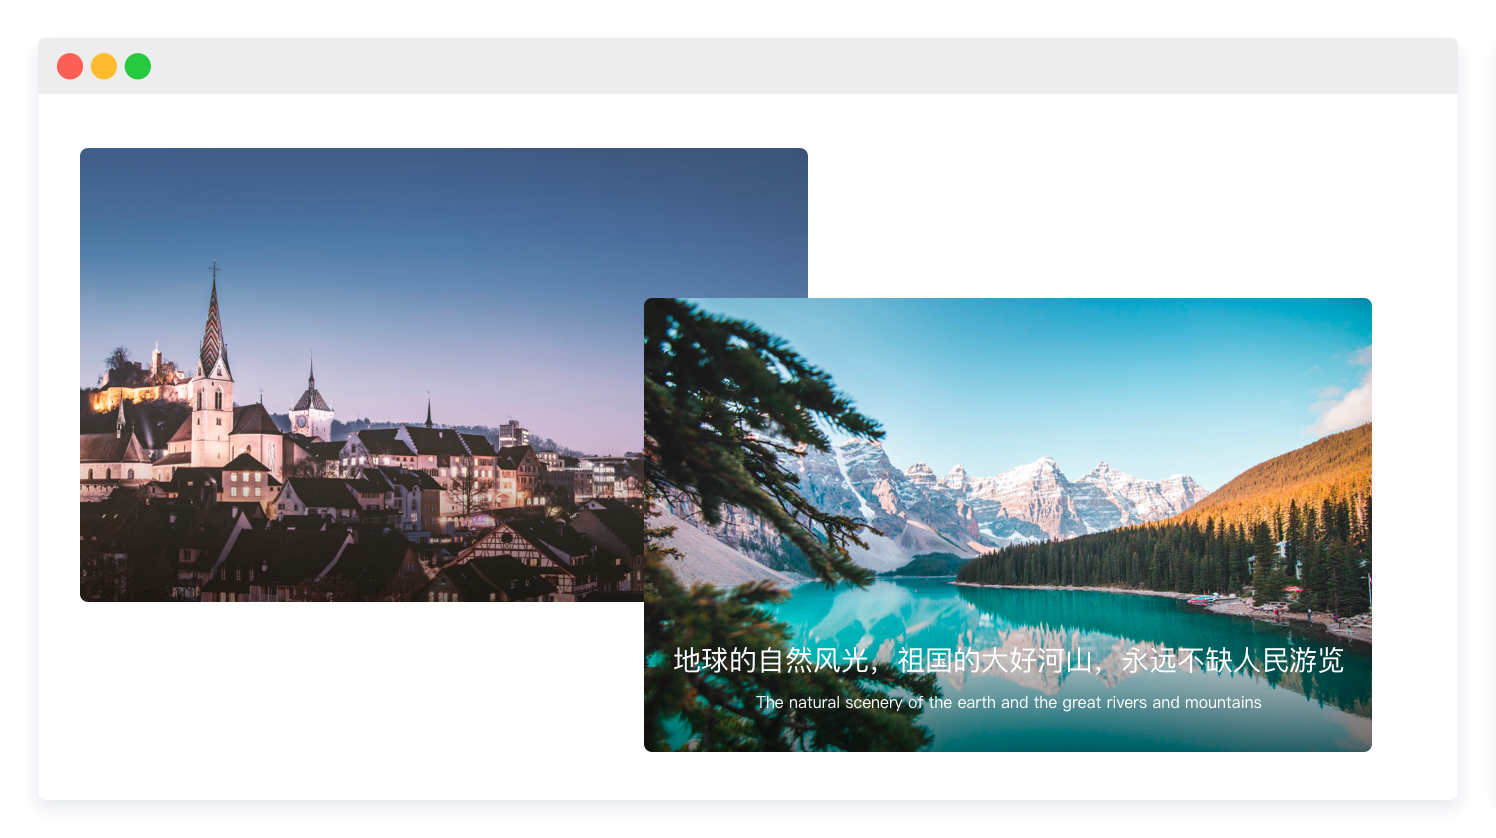 地球的自然风光，祖国的大好河山，永远不缺人民游览
The natural scenery of the earth and the great rivers and mountains